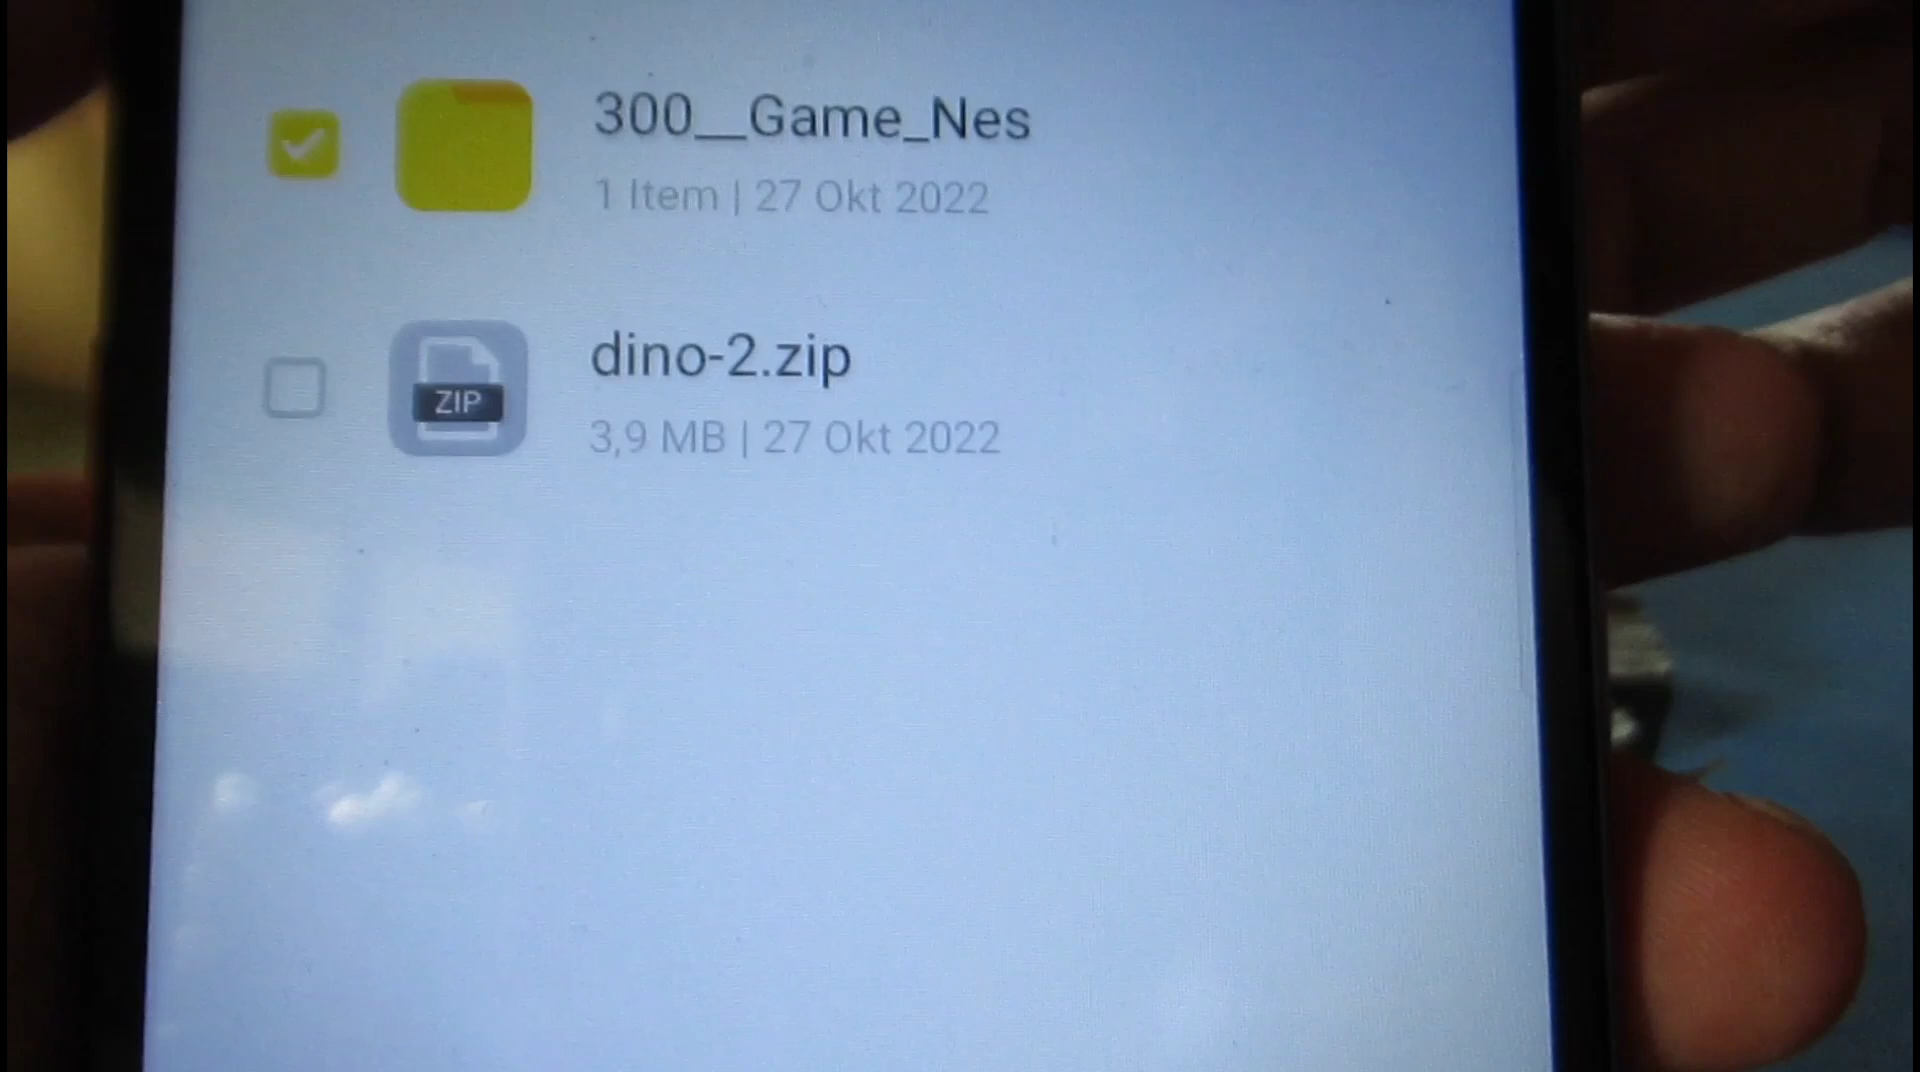 300__Game_Nes
1 Item | 27 Okt 2022
dino-2.zip
ZIP
3,9 MB | 27 Okt 2022